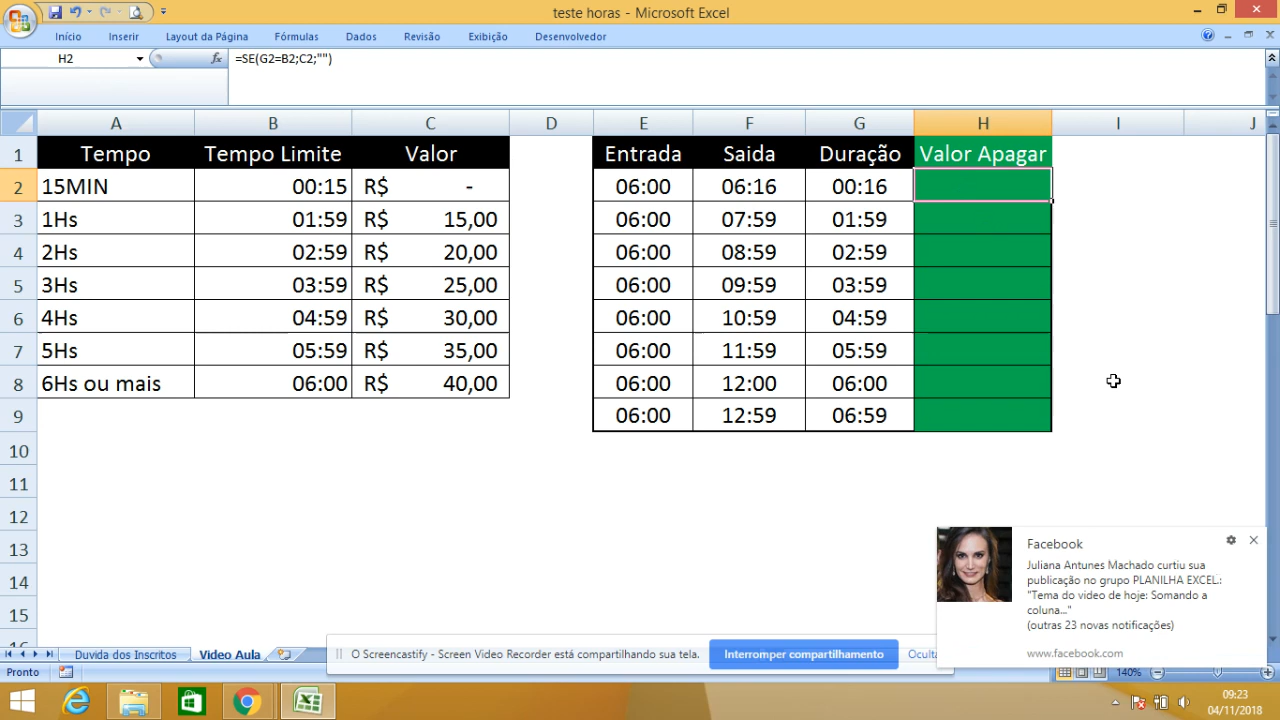 teste horas - Microsoft Excel
Início Inserir Layout da Página Fórmulas Dados Revisão Exibição Desenvolvedor
H2 fx =SE(G2=B2;C2;"")
A B C D E F G H I J
1 Tempo Tempo Limite Valor Entrada Saida Duração Valor Apagar
2 15MIN 00:15 R$ - 06:00 06:16 00:16
3 1Hs 01:59 R$ 15,00 06:00 07:59 01:59
4 2Hs 02:59 R$ 20,00 06:00 08:59 02:59
5 3Hs 03:59 R$ 25,00 06:00 09:59 03:59
6 4Hs 04:59 R$ 30,00 06:00 10:59 04:59
7 5Hs 05:59 R$ 35,00 06:00 11:59 05:59
8 6Hs ou mais 06:00 R$ 40,00 06:00 12:00 06:00
9 06:00 12:59 06:59
10
11
12
13
14
15
16
Facebook
Juliana Antunes Machado curtiu sua
publicação no grupo PLANILHA EXCEL.:
"Tema do video de hoje: Somando a
coluna..."
(outras 23 novas notificações)
www.facebook.com
Duvida dos Inscritos Video Aula
O Screencastify - Screen Video Recorder está compartilhando sua tela. Interromper compartilhamento Oculta
Pronto 140%
09:23
04/11/2018